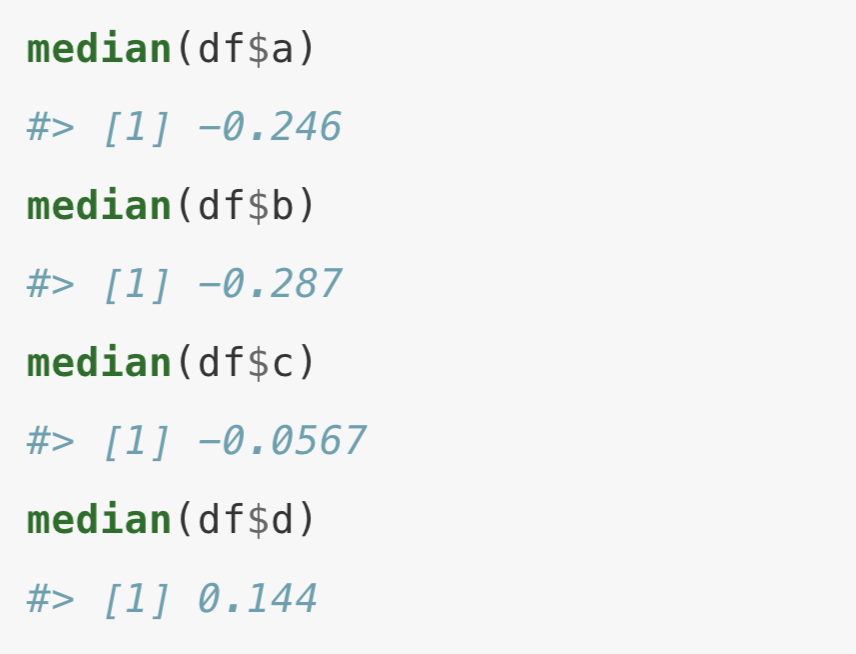 median(df$a)
#> [1] -0.246
median(df$b)
#> [1] -0.287
median(df$c)
#> [1] -0.0567
median(df$d)
#> [1] 0.144